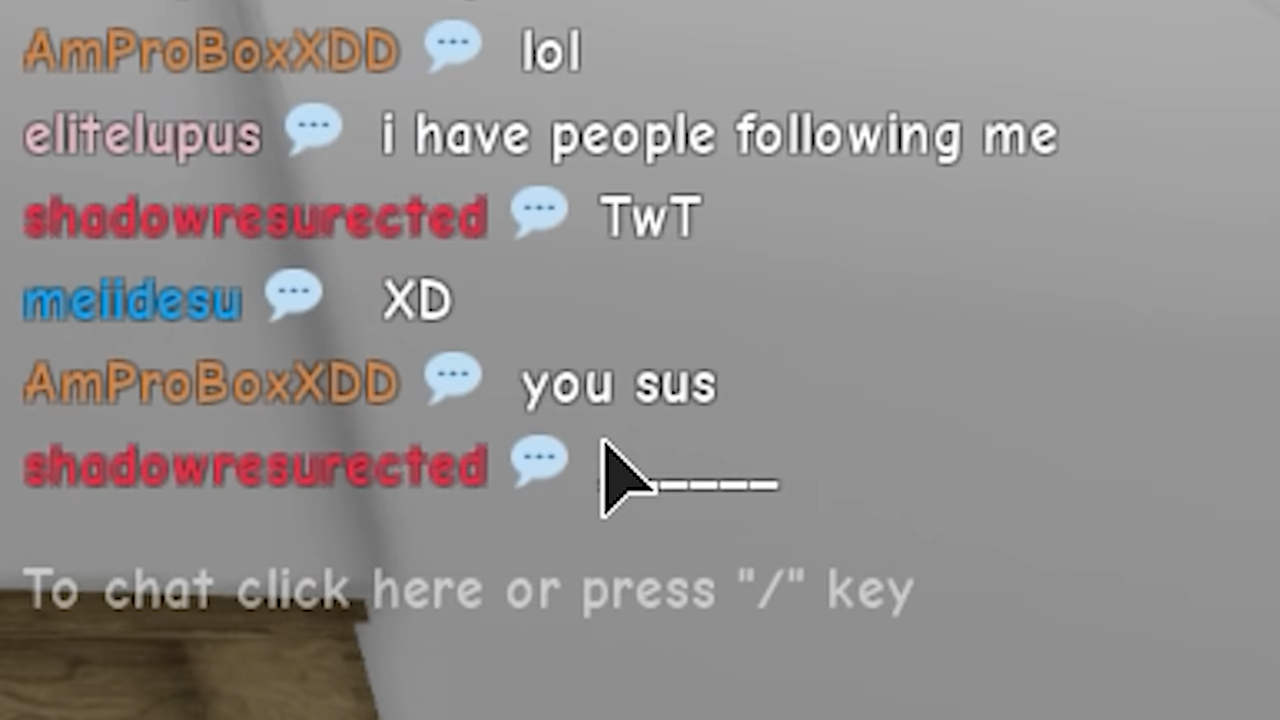 AmProBoxXDD lol
elitelupus i have people following me
shadowresurected TwT
meiidesu XD
AmProBoxXDD you sus
shadowresurected ______
To chat click here or press "/" key